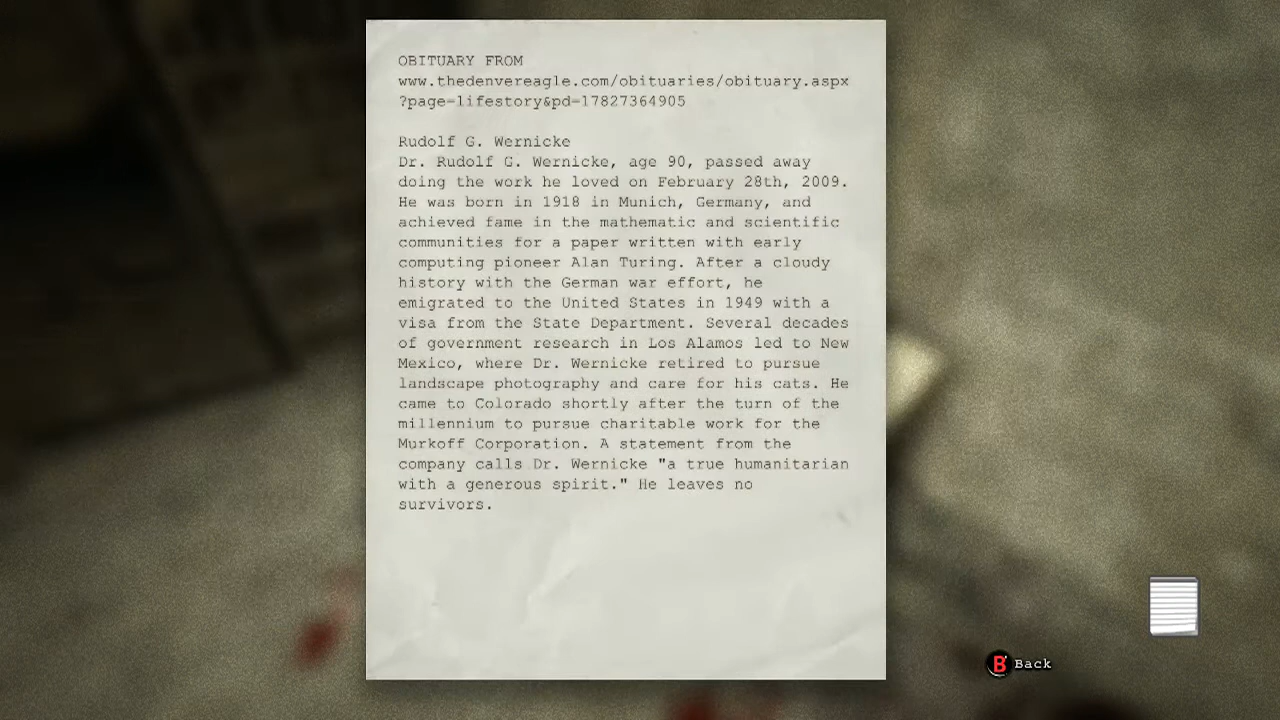 OBITUARY FROM
www.thedenvereagle.com/obituaries/obituary.aspx
?page=lifestory&pd=17827364905
Rudolf G. Wernicke
Dr. Rudolf G. Wernicke, age 90, passed away
doing the work he loved on February 28th, 2009.
He was born in 1918 in Munich, Germany, and
achieved fame in the mathematic and scientific
communities for a paper written with early
computing pioneer Alan Turing. After a cloudy
history with the German war effort, he
emigrated to the United States in 1949 with a
visa from the State Department. Several decades
of government research in Los Alamos led to New
Mexico, where Dr. Wernicke retired to pursue
landscape photography and care for his cats. He
came to Colorado shortly after the turn of the
millennium to pursue charitable work for the
Murkoff Corporation. A statement from the
company calls Dr. Wernicke "a true humanitarian
with a generous spirit." He leaves no
survivors.
B Back